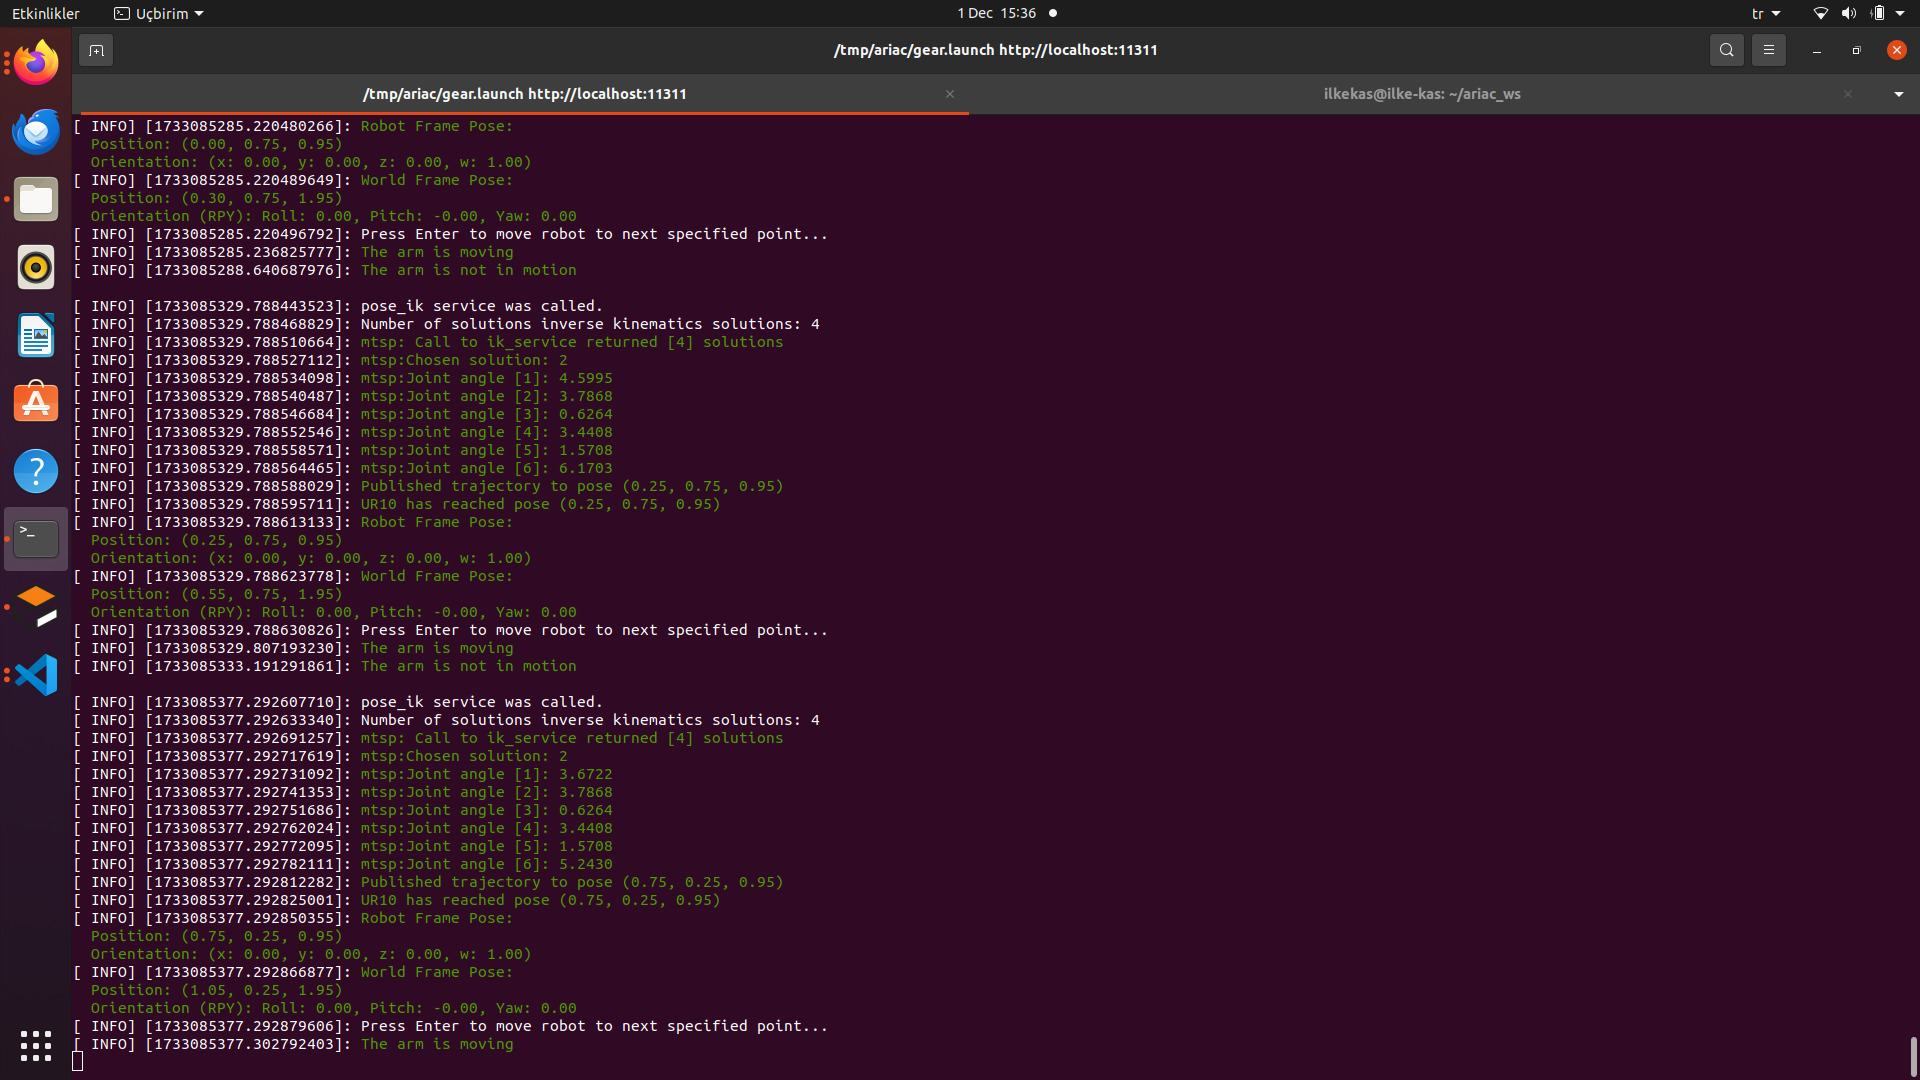 Etkinlikler
Uçbirim
1 Dec 15:36
tr
/tmp/ariac/gear.launch http://localhost:11311
/tmp/ariac/gear.launch http://localhost:11311
ilkekas@ilke-kas: ~/ariac_ws
[ INFO] [1733085285.220480266]: Robot Frame Pose:
Position: (0.00, 0.75, 0.95)
Orientation: (x: 0.00, y: 0.00, z: 0.00, w: 1.00)
[ INFO] [1733085285.220489649]: World Frame Pose:
Position: (0.30, 0.75, 1.95)
Orientation (RPY): Roll: 0.00, Pitch: -0.00, Yaw: 0.00
[ INFO] [1733085285.220496792]: Press Enter to move robot to next specified point...
[ INFO] [1733085285.236825777]: The arm is moving
[ INFO] [1733085288.640687976]: The arm is not in motion
[ INFO] [1733085329.788443523]: pose_ik service was called.
[ INFO] [1733085329.788468829]: Number of solutions inverse kinematics solutions: 4
[ INFO] [1733085329.788510664]: mtsp: Call to ik_service returned [4] solutions
[ INFO] [1733085329.788527112]: mtsp:Chosen solution: 2
[ INFO] [1733085329.788534098]: mtsp:Joint angle [1]: 4.5995
[ INFO] [1733085329.788540487]: mtsp:Joint angle [2]: 3.7868
[ INFO] [1733085329.788546684]: mtsp:Joint angle [3]: 0.6264
[ INFO] [1733085329.788552546]: mtsp:Joint angle [4]: 3.4408
[ INFO] [1733085329.788558571]: mtsp:Joint angle [5]: 1.5708
[ INFO] [1733085329.788564465]: mtsp:Joint angle [6]: 6.1703
[ INFO] [1733085329.788588029]: Published trajectory to pose (0.25, 0.75, 0.95)
[ INFO] [1733085329.788595711]: UR10 has reached pose (0.25, 0.75, 0.95)
[ INFO] [1733085329.788613133]: Robot Frame Pose:
Position: (0.25, 0.75, 0.95)
Orientation: (x: 0.00, y: 0.00, z: 0.00, w: 1.00)
[ INFO] [1733085329.788623778]: World Frame Pose:
Position: (0.55, 0.75, 1.95)
Orientation (RPY): Roll: 0.00, Pitch: -0.00, Yaw: 0.00
[ INFO] [1733085329.788630826]: Press Enter to move robot to next specified point...
[ INFO] [1733085329.807193230]: The arm is moving
[ INFO] [1733085333.191291861]: The arm is not in motion
[ INFO] [1733085377.292607710]: pose_ik service was called.
[ INFO] [1733085377.292633340]: Number of solutions inverse kinematics solutions: 4
[ INFO] [1733085377.292691257]: mtsp: Call to ik_service returned [4] solutions
[ INFO] [1733085377.292717619]: mtsp:Chosen solution: 2
[ INFO] [1733085377.292731092]: mtsp:Joint angle [1]: 3.6722
[ INFO] [1733085377.292741353]: mtsp:Joint angle [2]: 3.7868
[ INFO] [1733085377.292751686]: mtsp:Joint angle [3]: 0.6264
[ INFO] [1733085377.292762024]: mtsp:Joint angle [4]: 3.4408
[ INFO] [1733085377.292772095]: mtsp:Joint angle [5]: 1.5708
[ INFO] [1733085377.292782111]: mtsp:Joint angle [6]: 5.2430
[ INFO] [1733085377.292812282]: Published trajectory to pose (0.75, 0.25, 0.95)
[ INFO] [1733085377.292825001]: UR10 has reached pose (0.75, 0.25, 0.95)
[ INFO] [1733085377.292850355]: Robot Frame Pose:
Position: (0.75, 0.25, 0.95)
Orientation: (x: 0.00, y: 0.00, z: 0.00, w: 1.00)
[ INFO] [1733085377.292866877]: World Frame Pose:
Position: (1.05, 0.25, 1.95)
Orientation (RPY): Roll: 0.00, Pitch: -0.00, Yaw: 0.00
[ INFO] [1733085377.292879606]: Press Enter to move robot to next specified point...
[ INFO] [1733085377.302792403]: The arm is moving